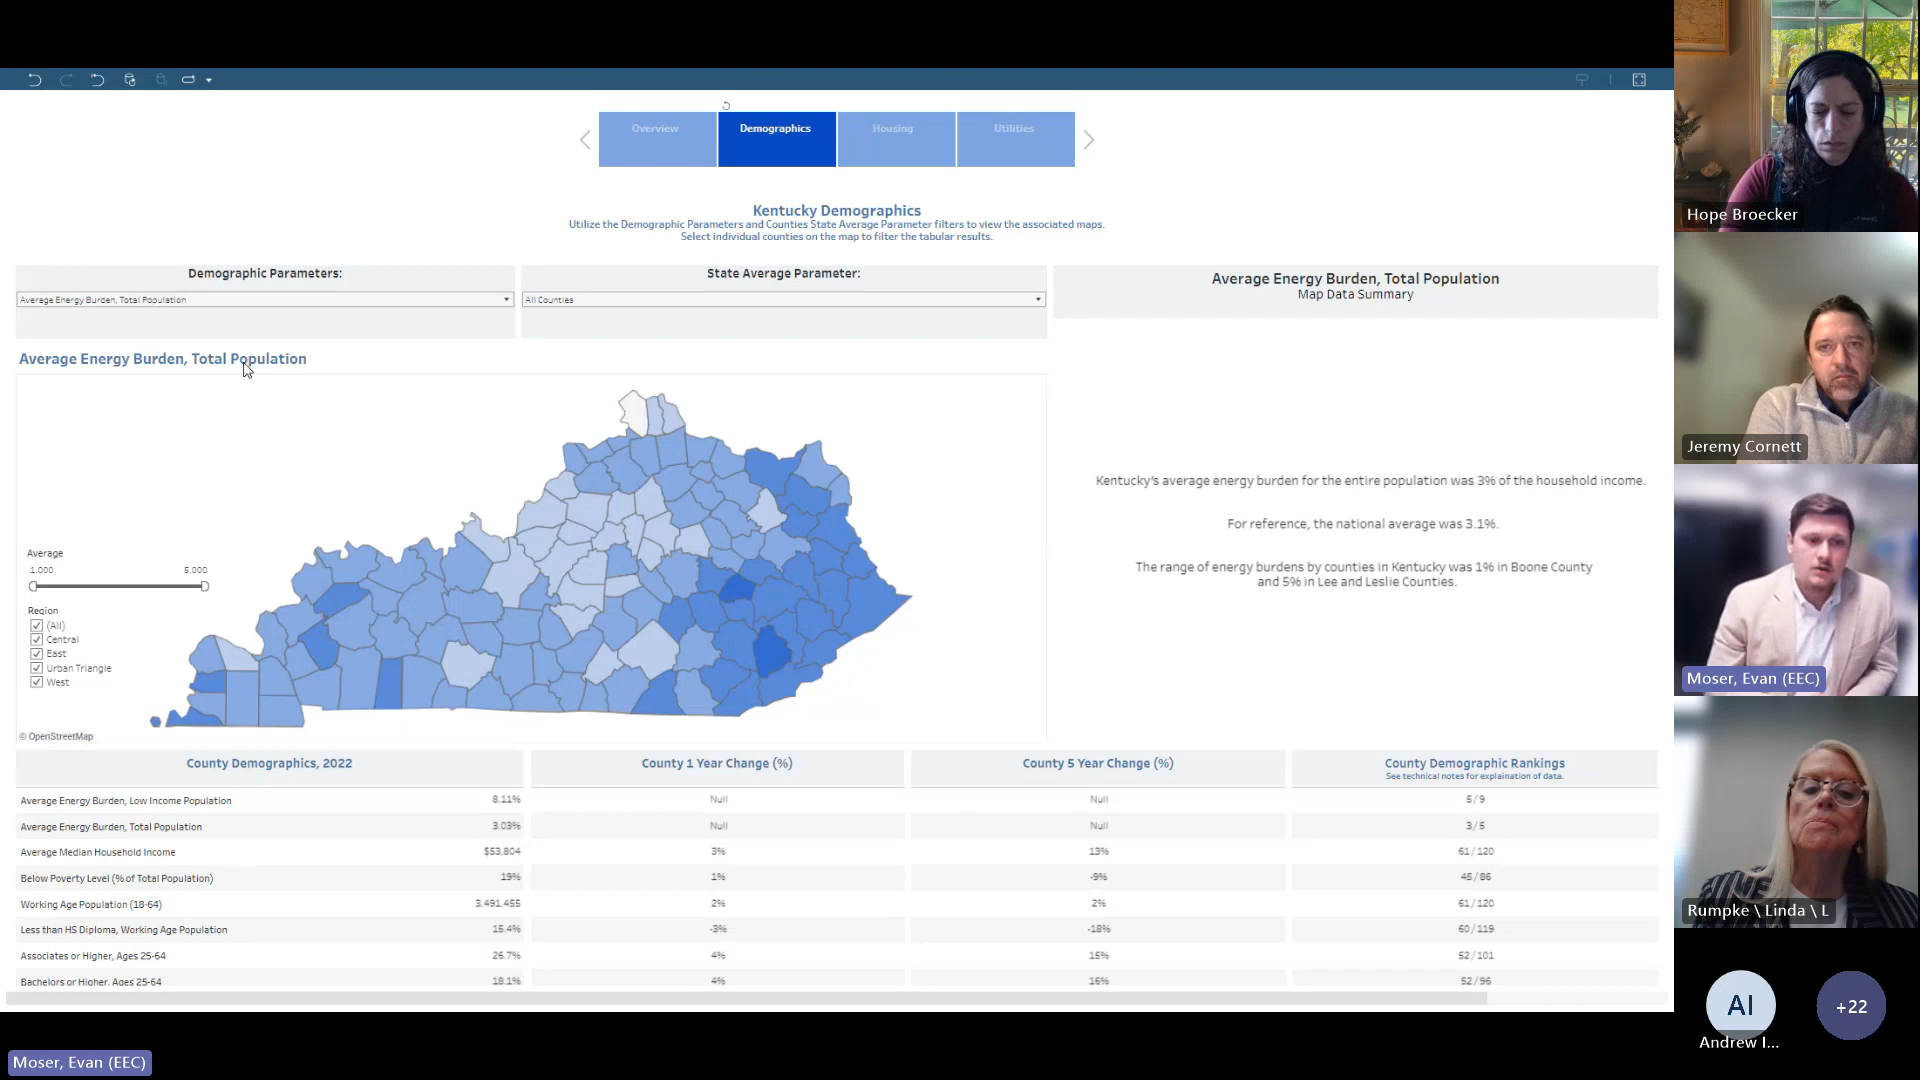 Overview
Demographics
Housing
Utilities
Kentucky Demographics
Utilize the Demographic Parameters and Counties State Average Parameter filters to view the associated maps.
Select individual counties on the map to filter the tabular results.
Demographic Parameters:
Average Energy Burden, Total Population
State Average Parameter:
All Counties
Average Energy Burden, Total Population
Map Data Summary
Average Energy Burden, Total Population
Kentucky's average energy burden for the entire population was 3% of the household income.
For reference, the national average was 3.1%.
The range of energy burdens by counties in Kentucky was 1% in Boone County
and 5% in Lee and Leslie Counties.
Average
1.000 5.000
Region
(All)
Central
East
Urban Triangle
West
© OpenStreetMap
County Demographics, 2022
County 1 Year Change (%)
County 5 Year Change (%)
County Demographic Rankings
See technical notes for explaination of data.
Average Energy Burden, Low Income Population 8.11% Null Null 5/9
Average Energy Burden, Total Population 3.03% Null Null 3/5
Average Median Household Income $53,804 3% 13% 61/120
Below Poverty Level (% of Total Population) 19% 1% -9% 45/86
Working Age Population (18-64) 3,491,455 2% 2% 61/120
Less than HS Diploma, Working Age Population 15.4% -3% -18% 60/119
Associates or Higher, Ages 25-64 26.7% 4% 15% 52/101
Bachelors or Higher, Ages 25-64 18.1% 4% 16% 52/96
Hope Broecker
Jeremy Cornett
Moser, Evan (EEC)
Rumpke \ Linda \ L
AI
+22
Andrew I...
Moser, Evan (EEC)